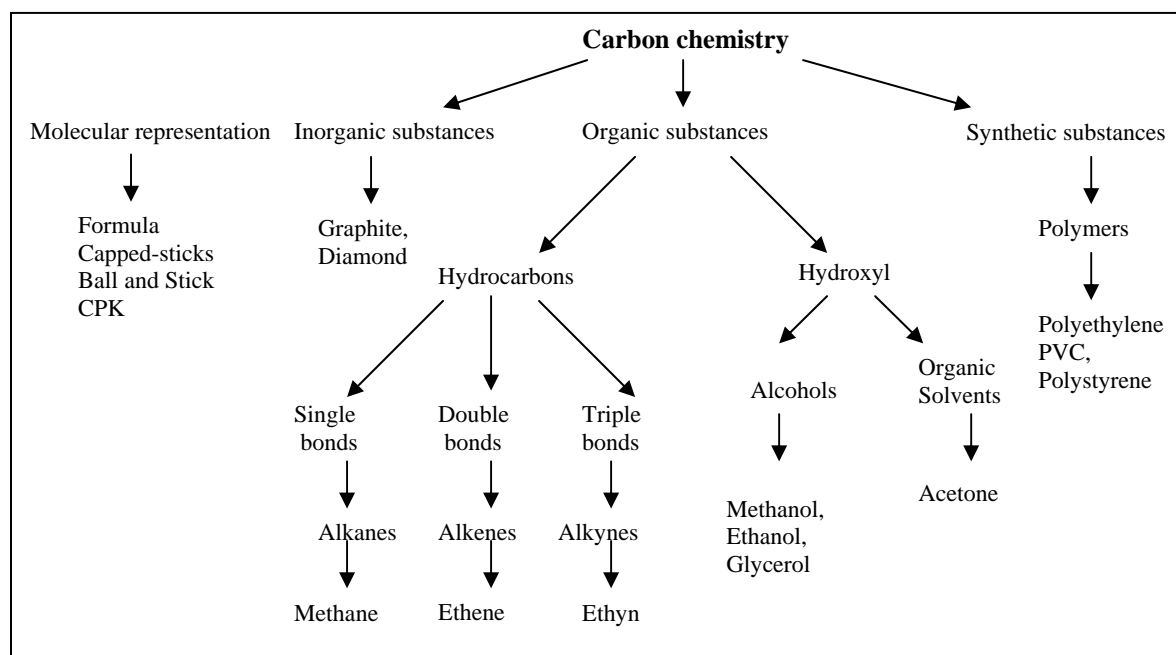 Carbon chemistry
Molecular representation
Inorganic substances
Organic substances
Synthetic substances
Formula
Capped-sticks
Ball and Stick
CPK
Graphite,
Diamond
Hydrocarbons
Hydroxyl
Polymers
Polyethylene
PVC,
Polystyrene
Single
bonds
Double
bonds
Triple
bonds
Alcohols
Organic
Solvents
Alkanes
Alkenes
Alkynes
Methanol,
Ethanol,
Glycerol
Acetone
Methane
Ethene
Ethyn